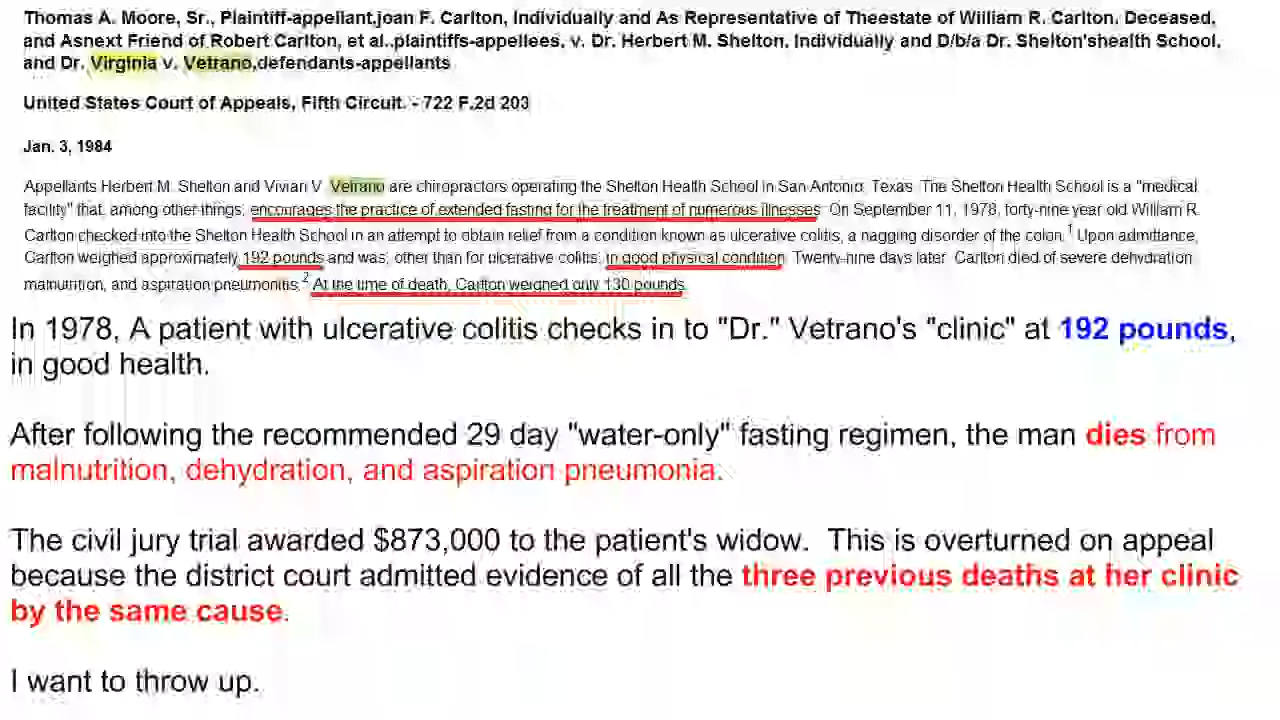 Thomas A. Moore, Sr., Plaintiff-appellant,joan F. Carlton, Individually and As Representative of Theestate of William R. Carlton, Deceased,
and Asnext Friend of Robert Carlton, et al.,plaintiffs-appellees, v. Dr. Herbert M. Shelton, Individually and D/b/a Dr. Shelton'shealth School,
and Dr. Virginia v. Vetrano,defendants-appellants
United States Court of Appeals, Fifth Circuit. - 722 F.2d 203
Jan. 3, 1984
Appellants Herbert M. Shelton and Vivian V. Vetrano are chiropractors operating the Shelton Health School in San Antonio, Texas. The Shelton Health School is a "medical
facility" that, among other things, encourages the practice of extended fasting for the treatment of numerous illnesses. On September 11, 1978, forty-nine year old William R.
Carlton checked into the Shelton Health School in an attempt to obtain relief from a condition known as ulcerative colitis, a nagging disorder of the colon.1 Upon admittance,
Carlton weighed approximately 192 pounds and was, other than for ulcerative colitis, in good physical condition. Twenty-nine days later, Carlton died of severe dehydration,
malnutrition, and aspiration pneumonitis.2 At the time of death, Carlton weighed only 130 pounds.
In 1978, A patient with ulcerative colitis checks in to "Dr." Vetrano's "clinic" at 192 pounds,
in good health.
After following the recommended 29 day "water-only" fasting regimen, the man dies from
malnutrition, dehydration, and aspiration pneumonia.
The civil jury trial awarded $873,000 to the patient's widow.  This is overturned on appeal
because the district court admitted evidence of all the three previous deaths at her clinic
by the same cause.
I want to throw up.